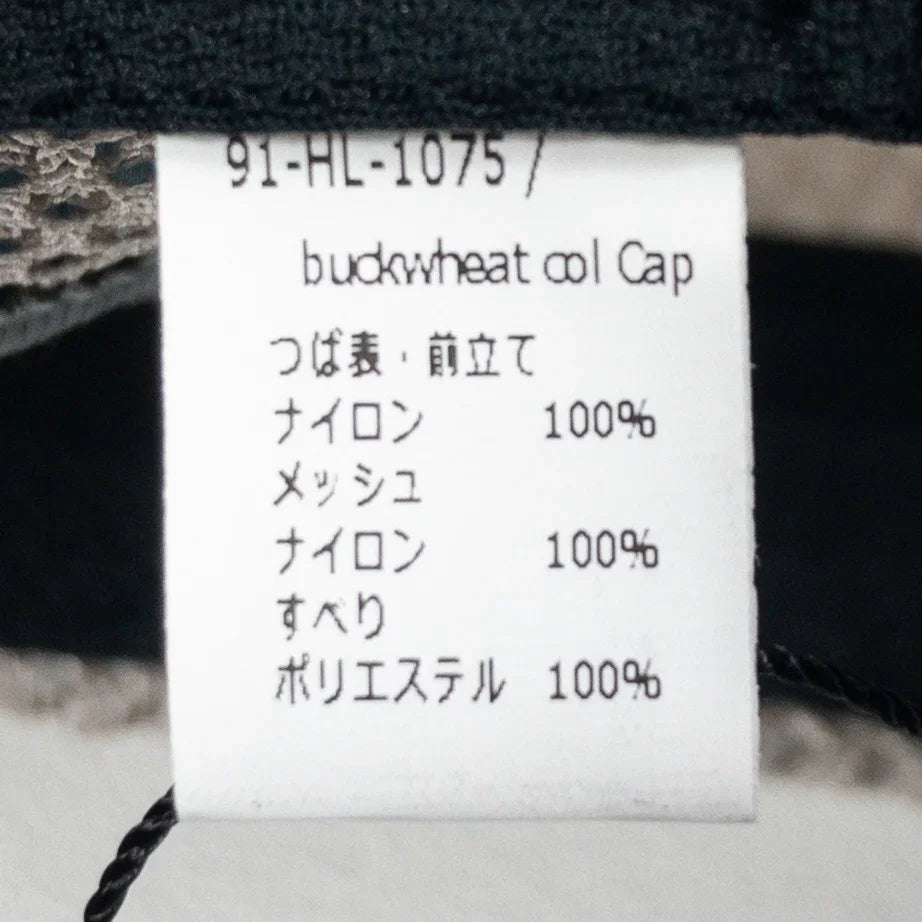 91-HL-1075 /
buckwheat col Cap
つば表・前立て
ナイロン 100%
メッシュ
ナイロン 100%
すべり
ポリエステル 100%